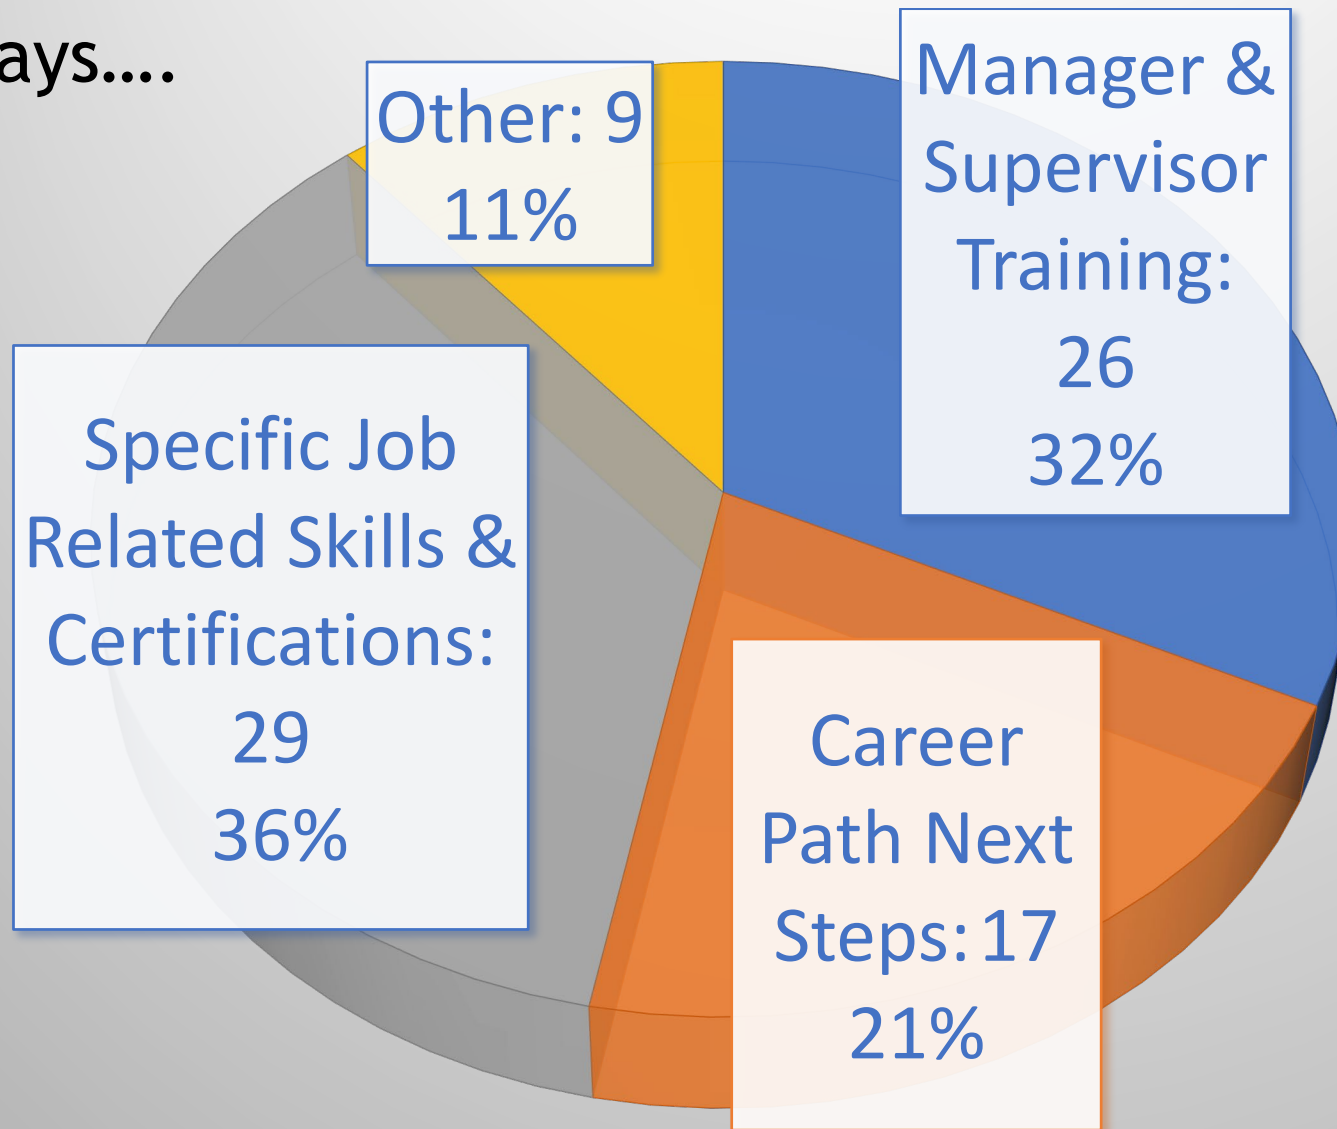 ays....
Other: 9
11%
Manager &
Supervisor
Training:
26
32%
Specific Job
Related Skills &
Certifications:
29
36%
Career
Path Next
Steps: 17
21%